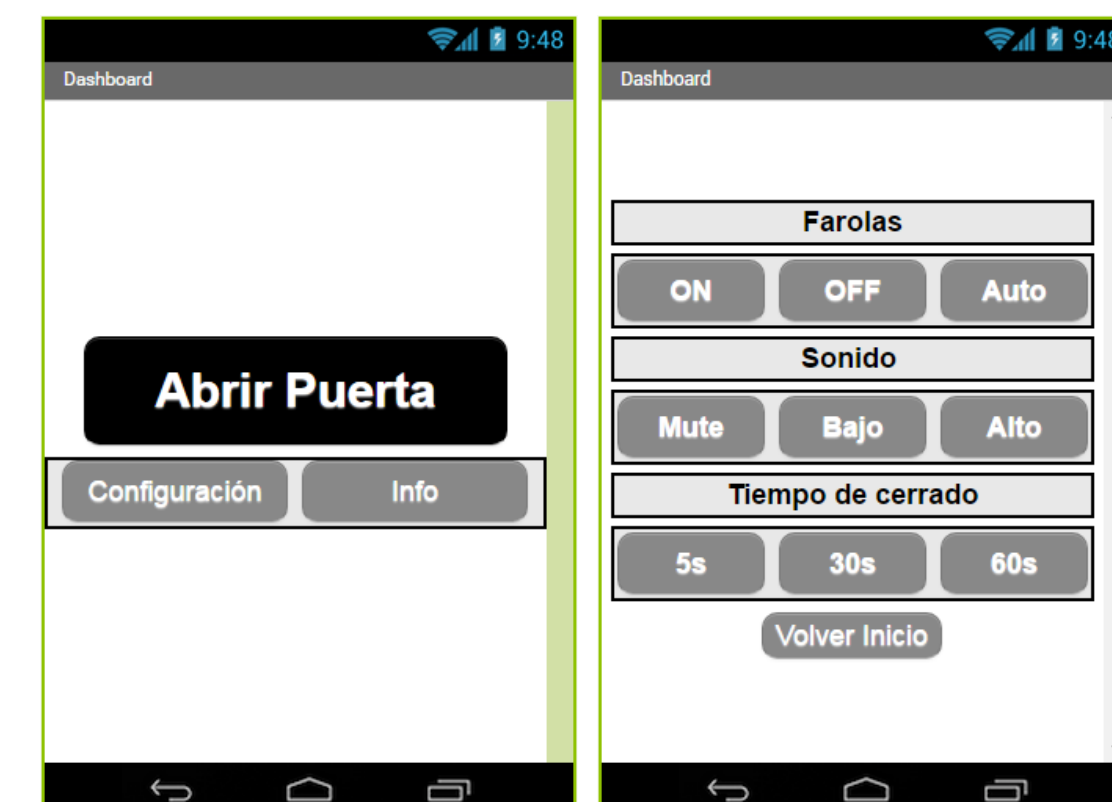 9:48
Dashboard
Abrir Puerta
Configuración Info
9:48
Dashboard
Farolas
ON OFF Auto
Sonido
Mute Bajo Alto
Tiempo de cerrado
5s 30s 60s
Volver Inicio